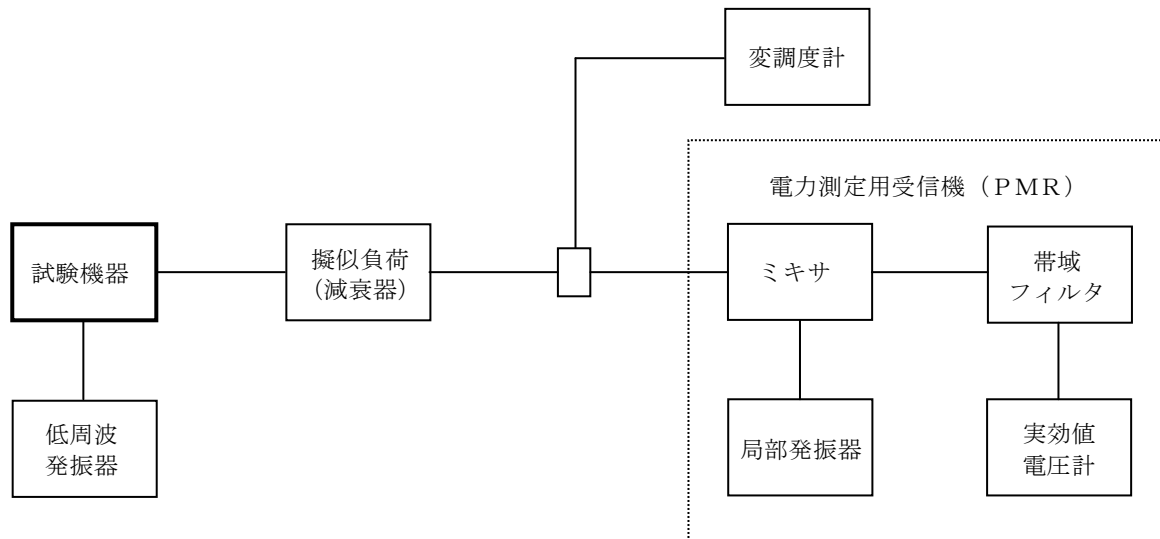 変調度計
電力測定用受信機（ＰＭＲ）
試験機器
擬似負荷
（減衰器）
ミキサ
帯域
フィルタ
低周波
発振器
局部発振器
実効値
電圧計